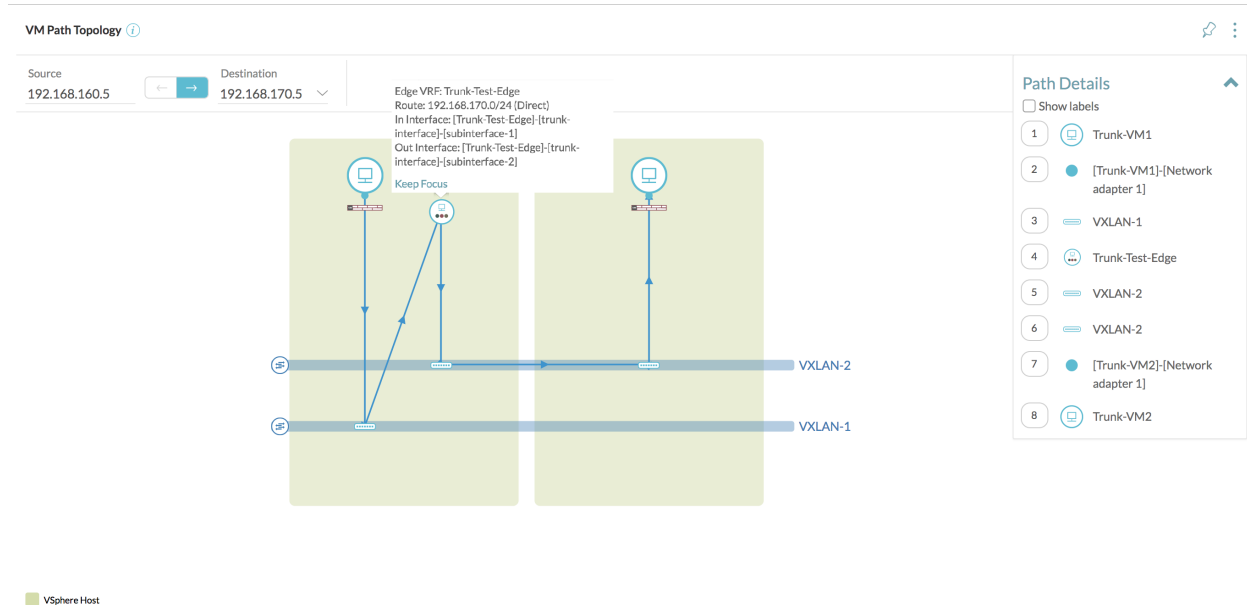 VM Path Topology
Source
192.168.160.5
Destination
192.168.170.5
Edge VRF: Trunk-Test-Edge
Route: 192.168.170.0/24 (Direct)
In Interface: [Trunk-Test-Edge]-[trunk-
interface]-[subinterface-1]
Out Interface: [Trunk-Test-Edge]-[trunk-
interface]-[subinterface-2]
Keep Focus
VXLAN-2
VXLAN-1
Path Details
Show labels
1 Trunk-VM1
2 [Trunk-VM1]-[Network
adapter 1]
3 VXLAN-1
4 Trunk-Test-Edge
5 VXLAN-2
6 VXLAN-2
7 [Trunk-VM2]-[Network
adapter 1]
8 Trunk-VM2
VSphere Host